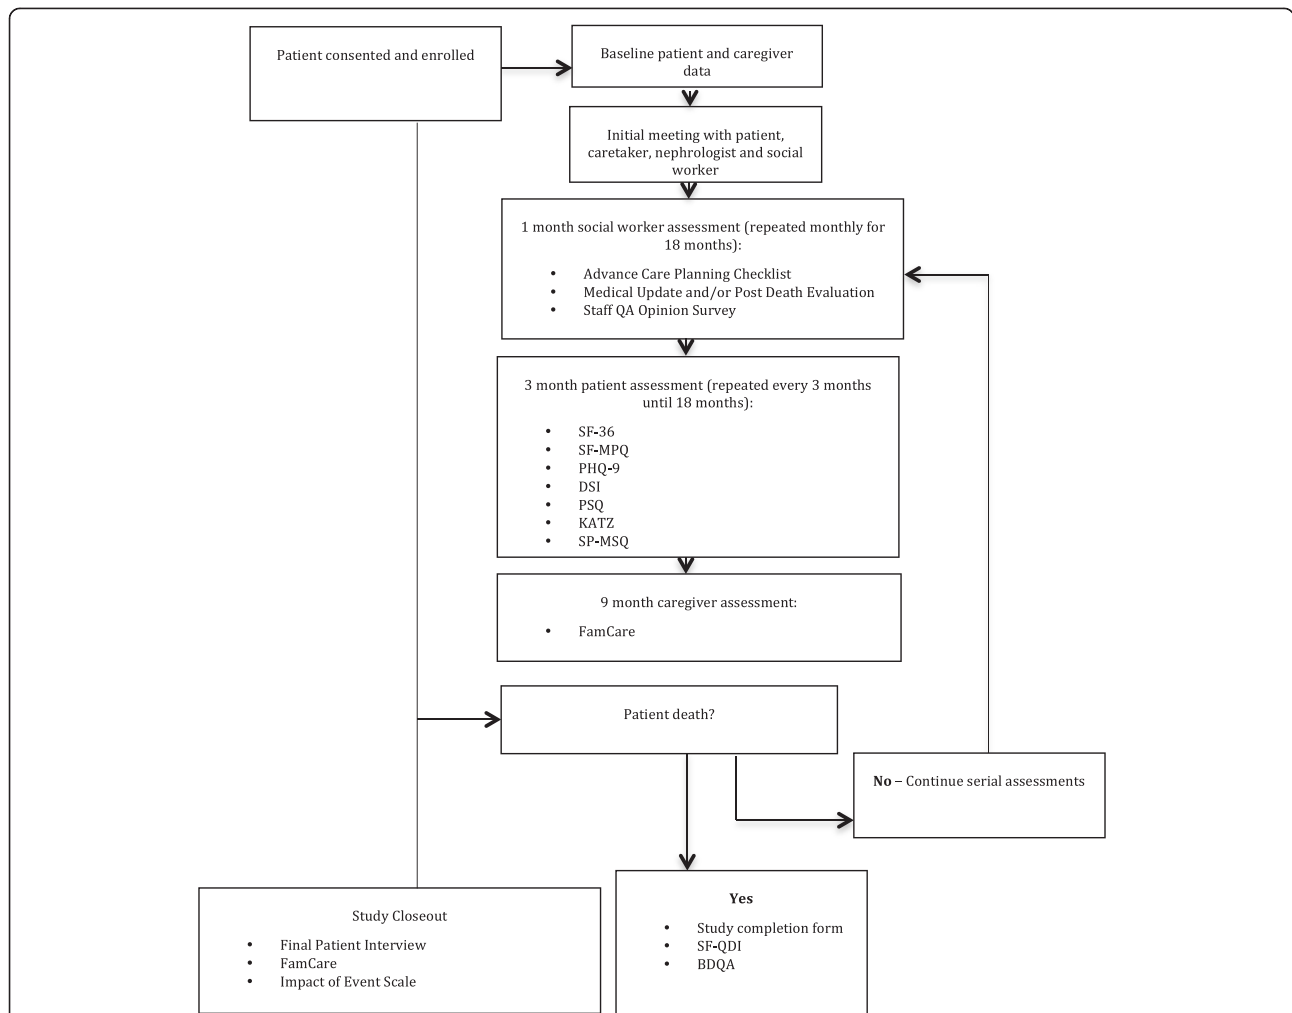 Patient consented and enrolled
Baseline patient and caregiver
data
Initial meeting with patient,
caretaker, nephrologist and social
worker
1 month social worker assessment (repeated monthly for
18 months):
• Advance Care Planning Checklist
• Medical Update and/or Post Death Evaluation
• Staff QA Opinion Survey
3 month patient assessment (repeated every 3 months
until 18 months):
• SF-36
• SF-MPQ
• PHQ-9
• DSI
• PSQ
• KATZ
• SP-MSQ
9 month caregiver assessment:
• FamCare
Patient death?
No – Continue serial assessments
Yes
• Study completion form
• SF-QDI
• BDQA
Study Closeout
• Final Patient Interview
• FamCare
• Impact of Event Scale